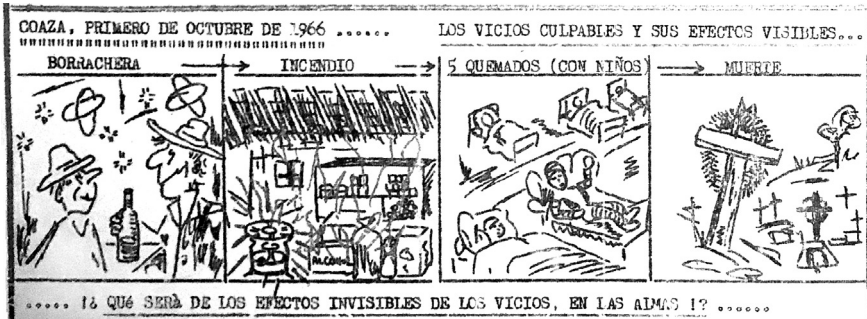 COAZA, PRIMERO DE OCTUBRE DE 1966 ...... LOS VICIOS CULPABLES Y SUS EFECTOS VISIBLES...
BORRACHERA INCENDIO 5 QUEMADOS (CON NIÑOS) MUERTE
ALCOHOL
..... !¿ QUé SERÀ DE LOS EFECTOS INVISIBLES DE LOS VICIOS, EN LAS ALMAS !? ......